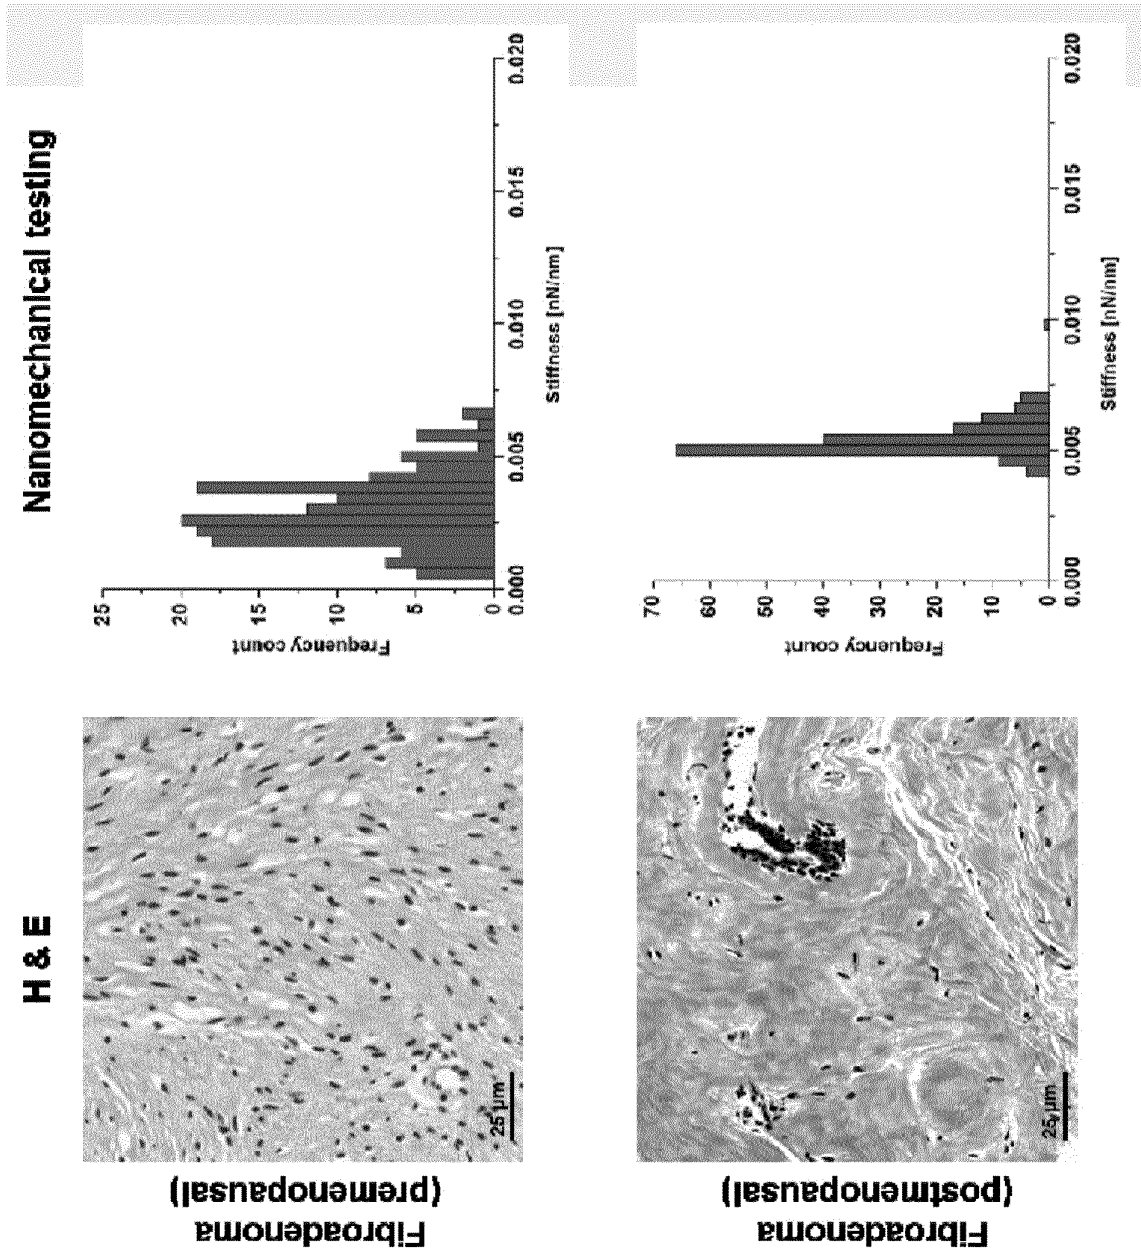 H & E
Nanomechanical testing
Fibroadenoma
(premenopausal)
25 µm
Frequency count
25
20
15
10
5
0
0.000
0.005
0.010
0.015
0.020
Stiffness [nN/nm]
Fibroadenoma
(postmenopausal)
25 µm
Frequency count
70
60
50
40
30
20
10
0
0.000
0.005
0.010
0.015
0.020
Stiffness [nN/nm]